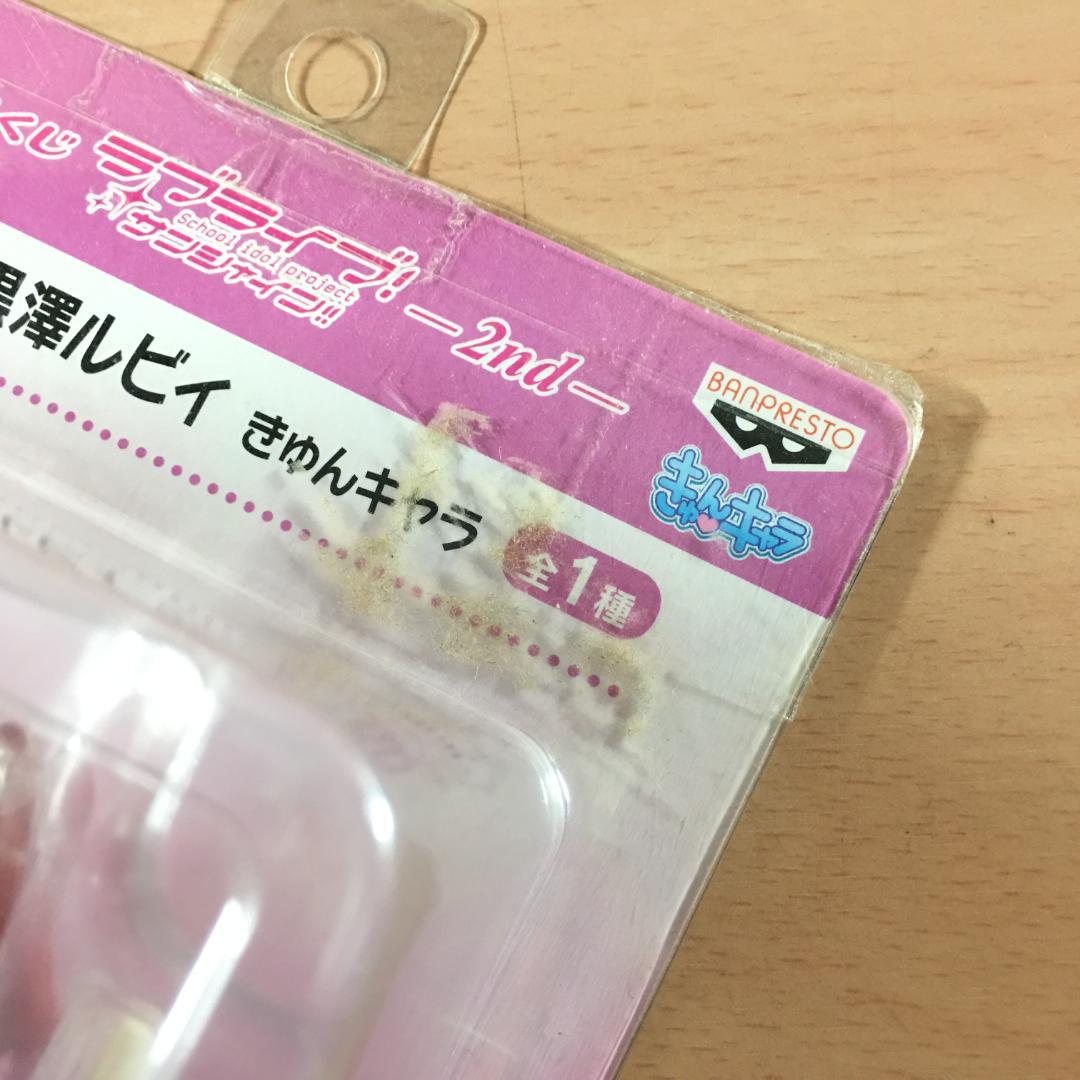 くじ
ラブライブ!
School idol project
サンシャイン!!
—2nd—
BANPRESTO
きゅんキャラ
黒澤ルビィ きゅんキャラ
全1種